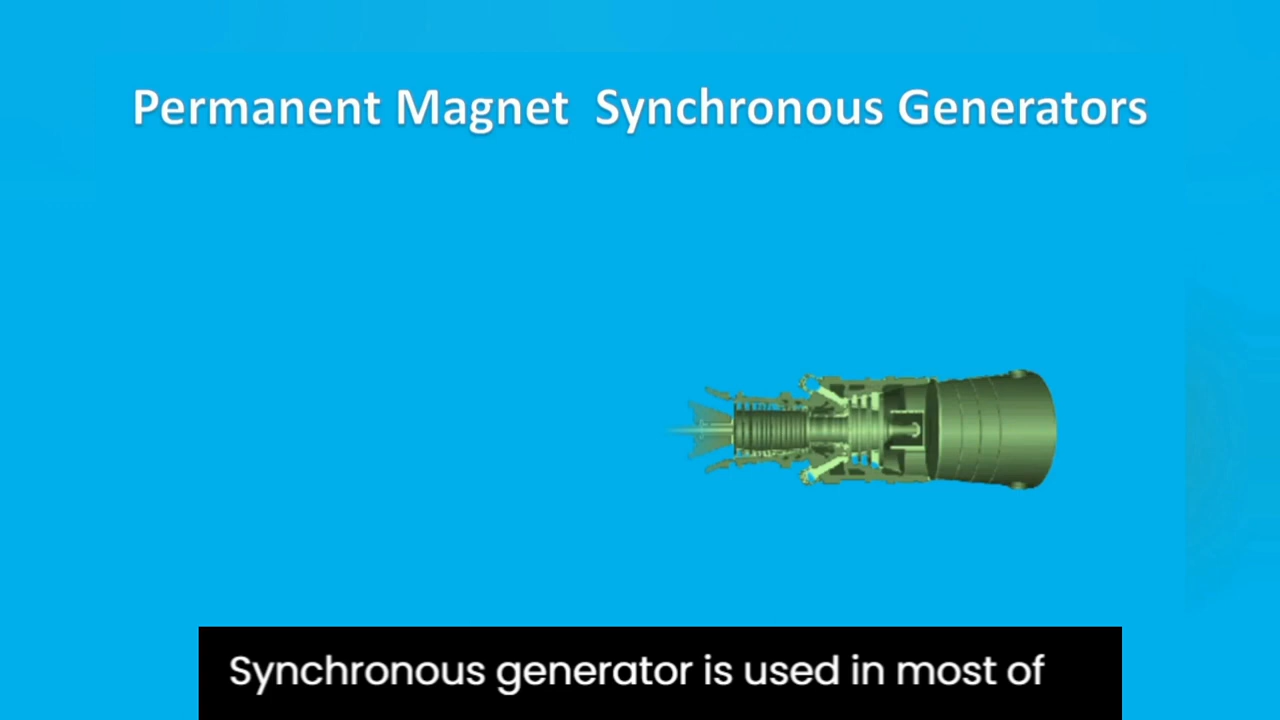 Permanent Magnet Synchronous Generators
Synchronous generator is used in most of